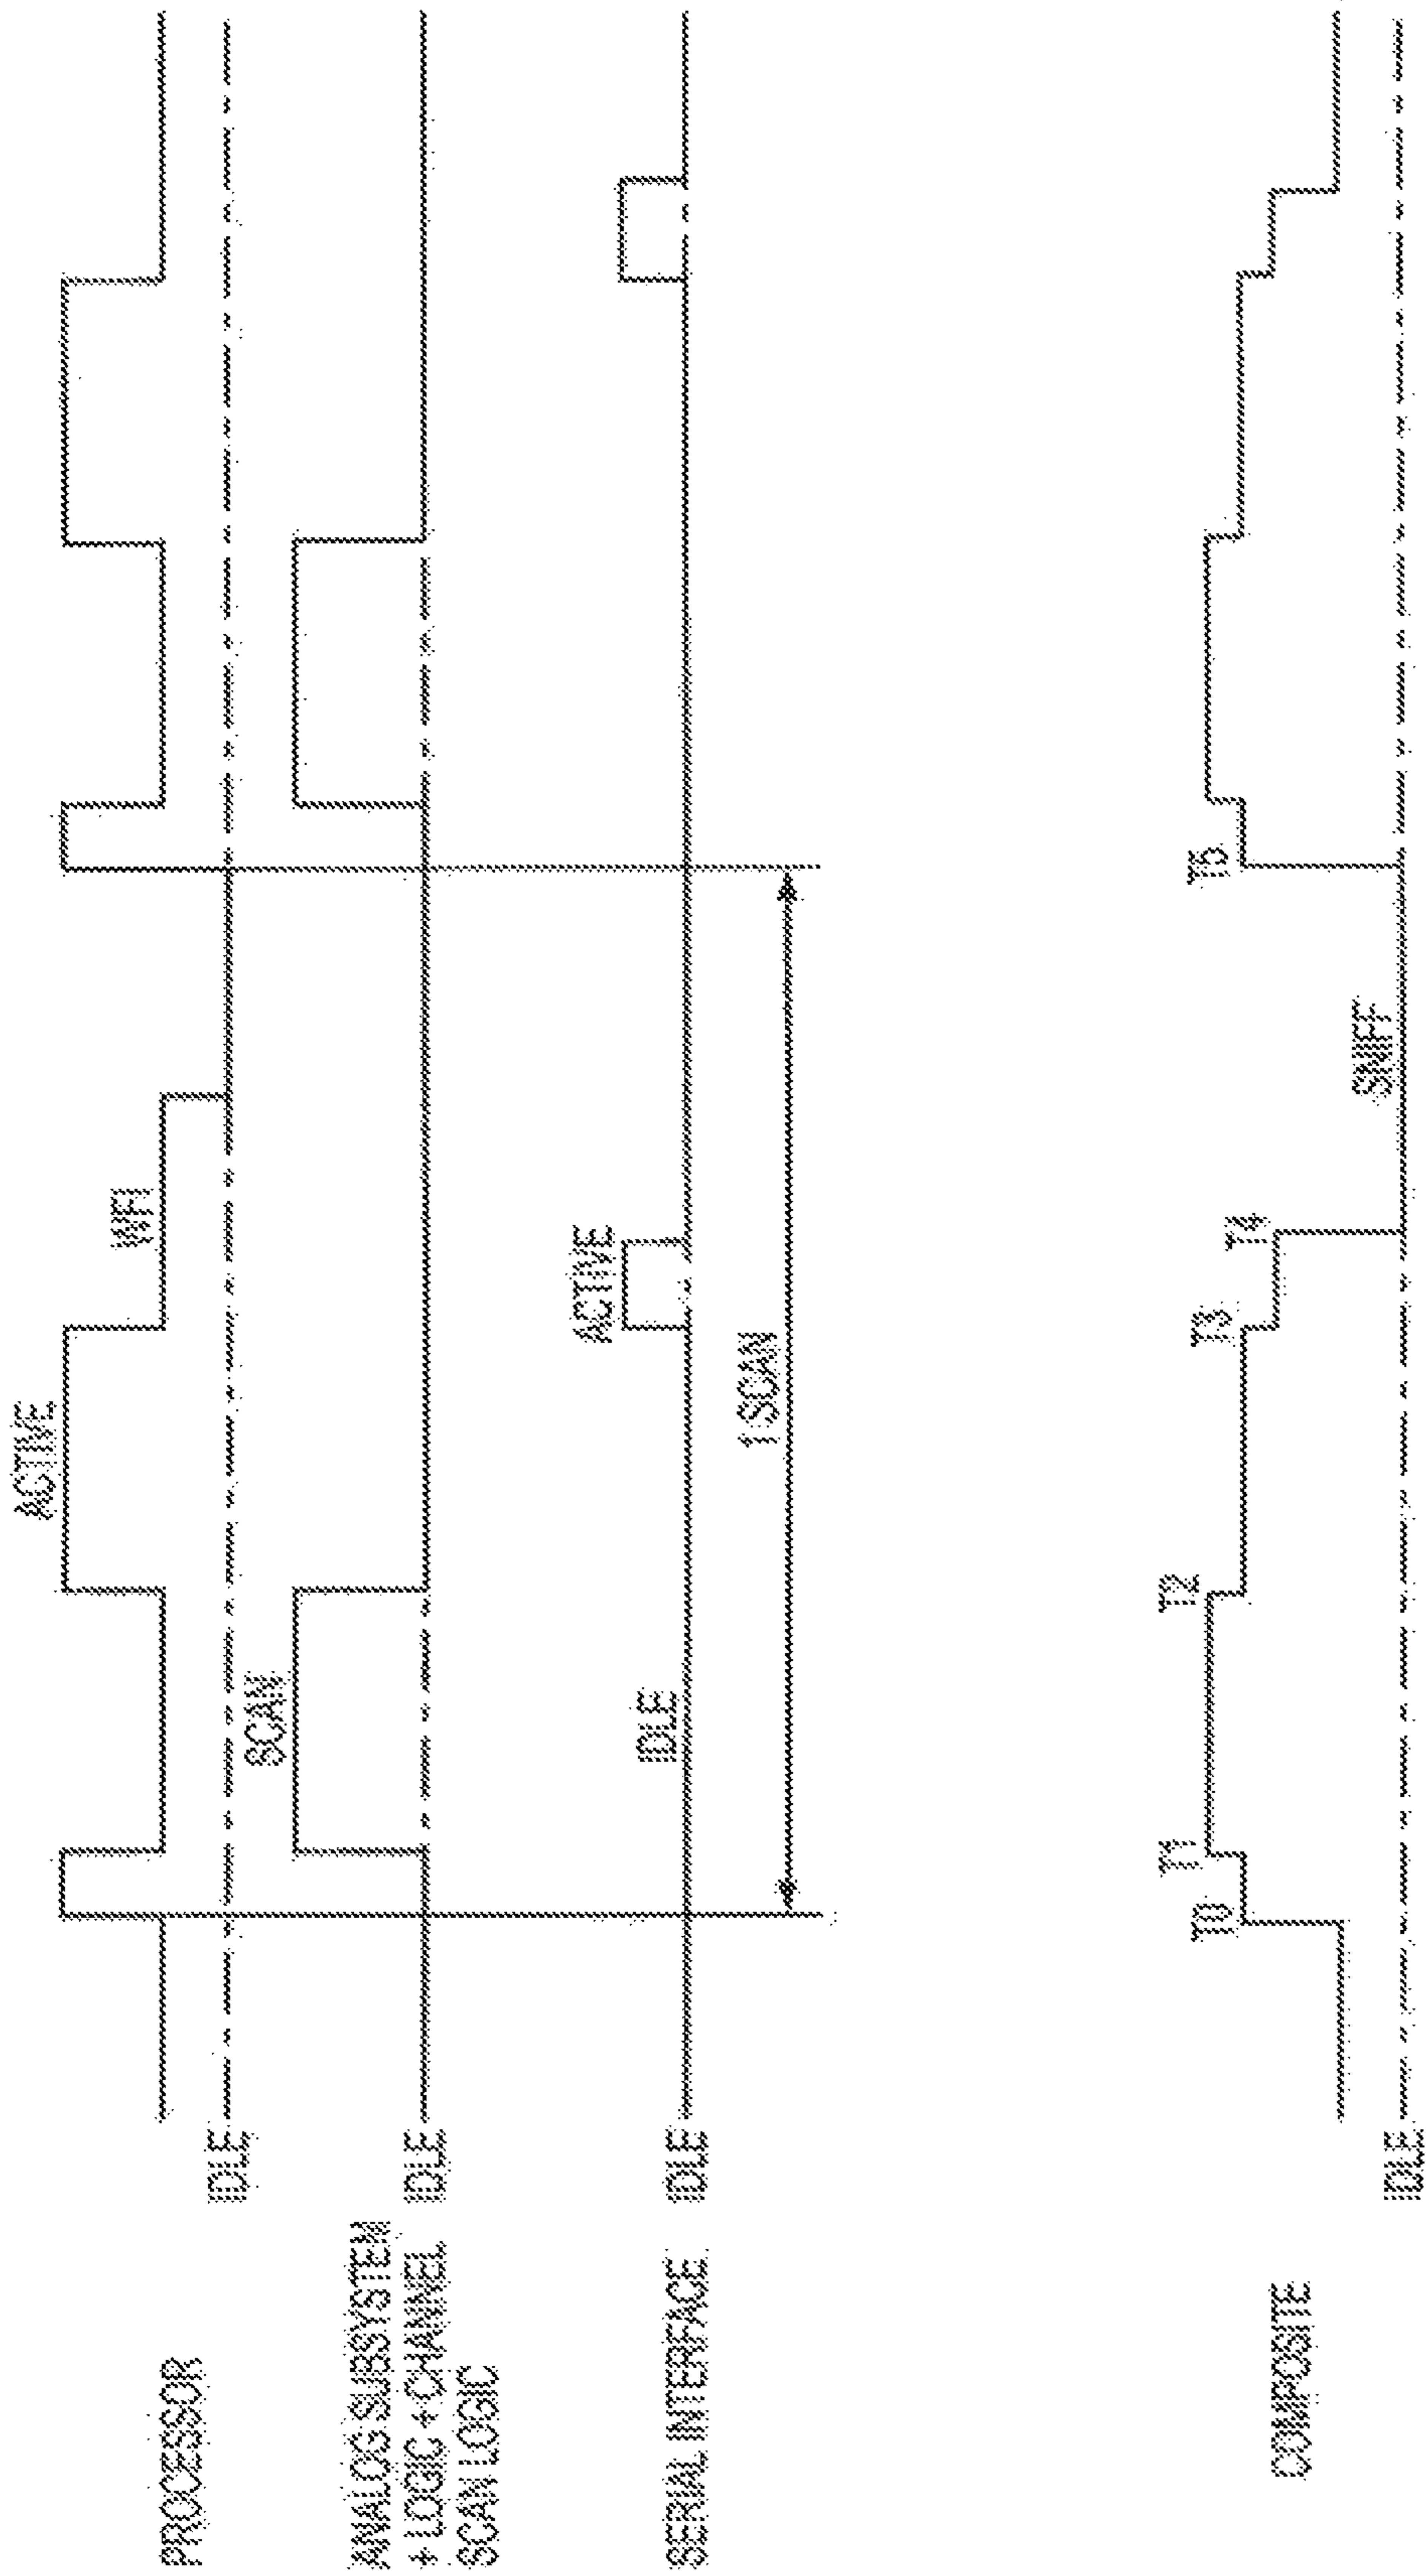 PROCESSOR
ACTIVE
WFI
IDLE
ANALOG SUBSYSTEM
+ LOGIC + CHANNEL
SCAN LOGIC
IDLE
SCAN
SERIAL INTERFACE
IDLE
IDLE
ACTIVE
1 SCAN
COMPOSITE
IDLE
T0
T1
T2
T3
T4
SNIFF
T5